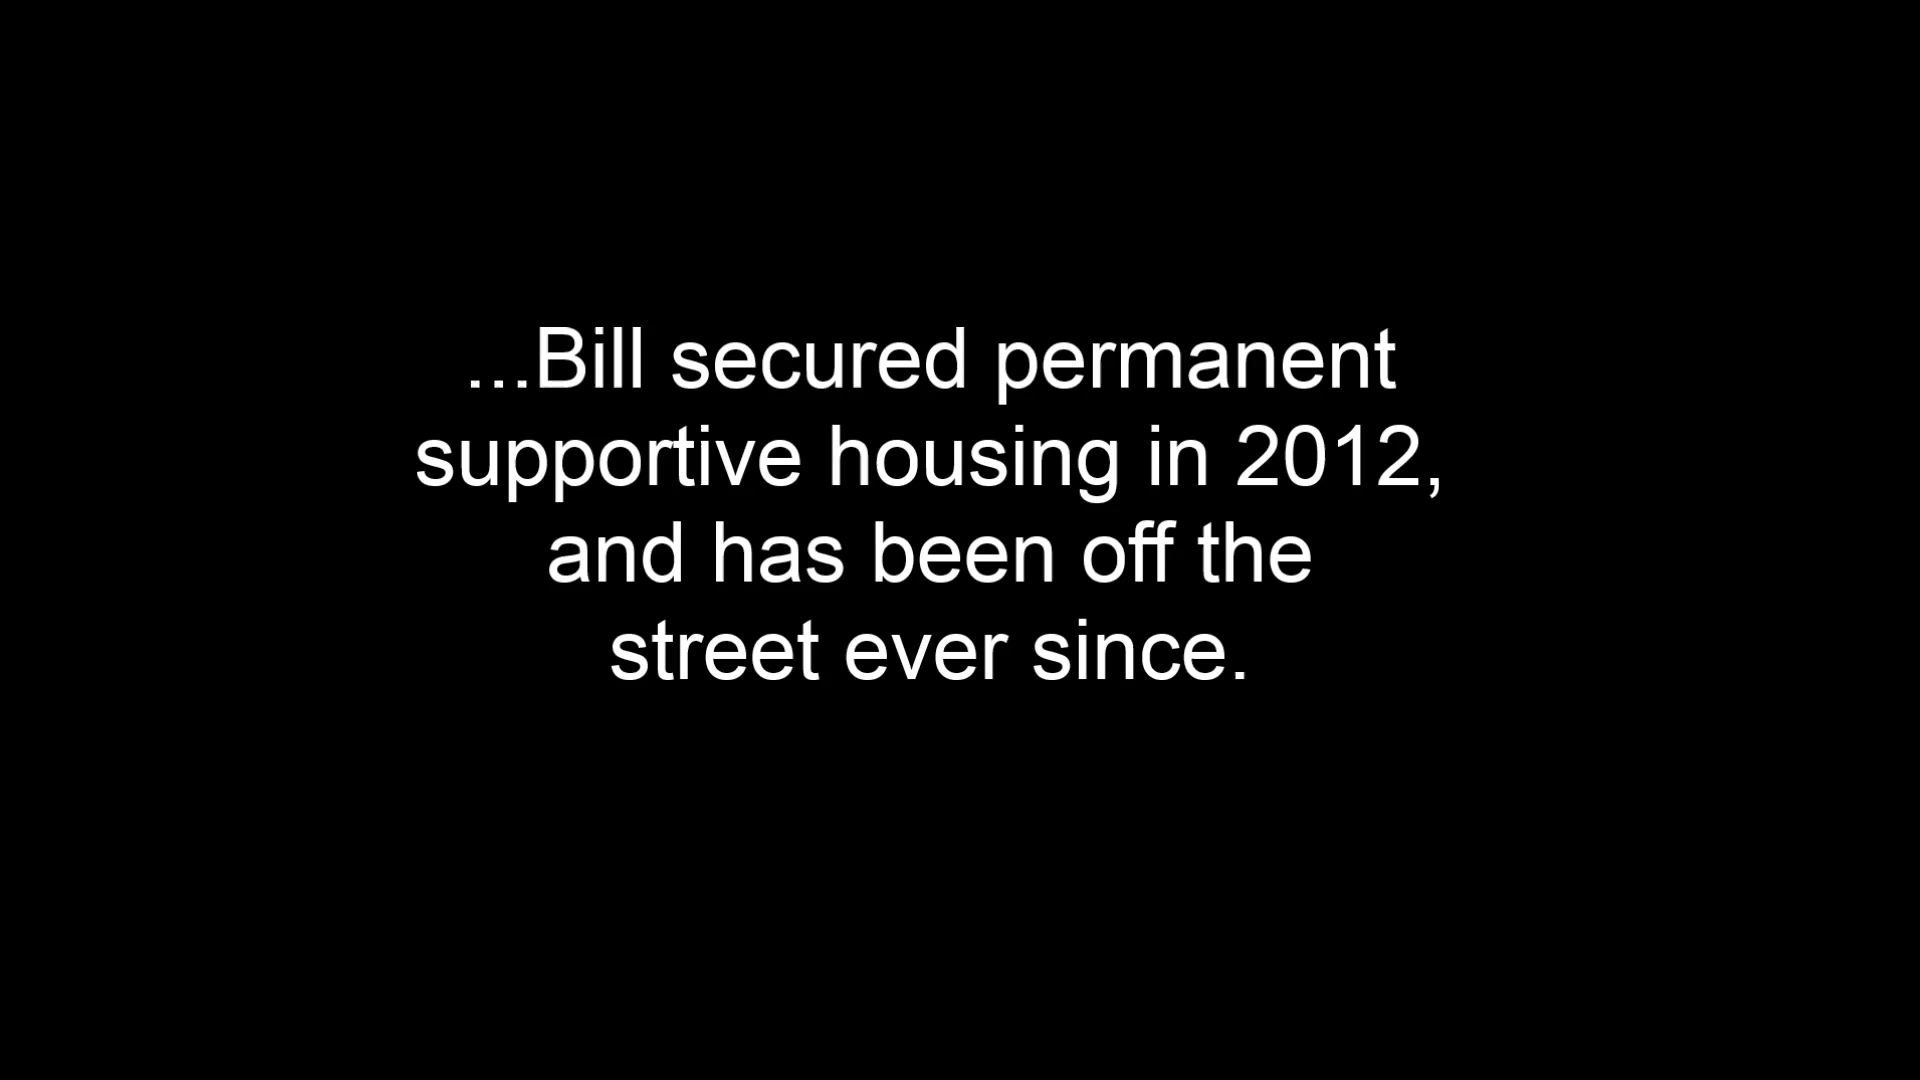 ...Bill secured permanent
supportive housing in 2012,
and has been off the
street ever since.